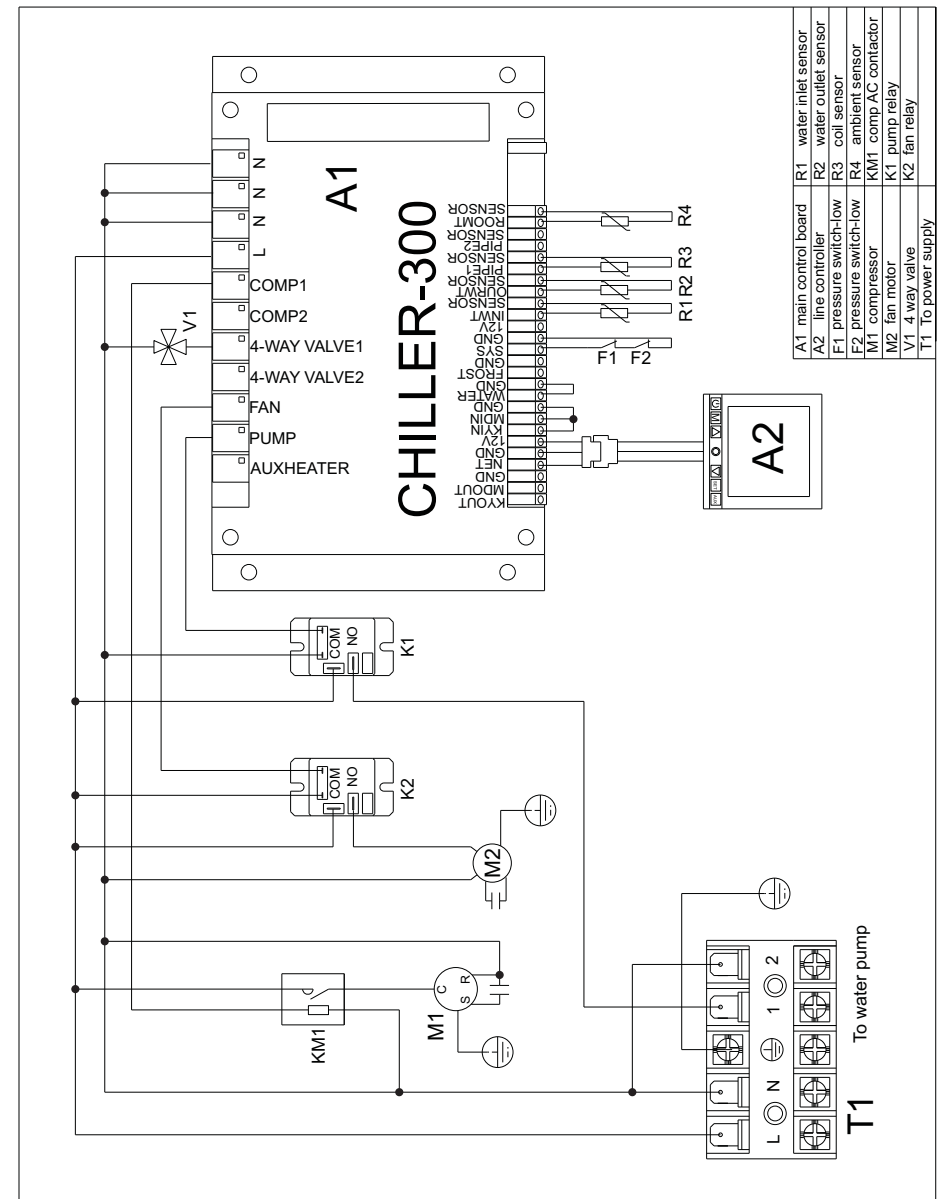 A1 main control board R1 water inlet sensor
A2 line controller R2 water outlet sensor
F1 pressure switch-low R3 coil sensor
F2 pressure switch-low R4 ambient sensor
M1 compressor KM1 comp AC contactor
M2 fan motor K1 pump relay
V1 4 way valve K2 fan relay
T1 To power supply
A1
CHILLER-300
N
N
N
L
COMP1
COMP2
4-WAY VALVE1
4-WAY VALVE2
FAN
PUMP
AUXHEATER
V1
SENSOR
ROOMT
SENSOR
PIPE2
SENSOR
PIPE1
SENSOR
OURWT
SENSOR
INWT
12V
GND
SYS
GND
FROST
GND
WATER
GND
MDIN
KYIN
12V
GND
NET
GND
MDOUT
KYOUT
R4
R3
R2
R1
F1 F2
A2
M
COM
NO
K1
COM
NO
K2
M2
KM1
C
S R
M1
L N 1 2
To water pump
T1